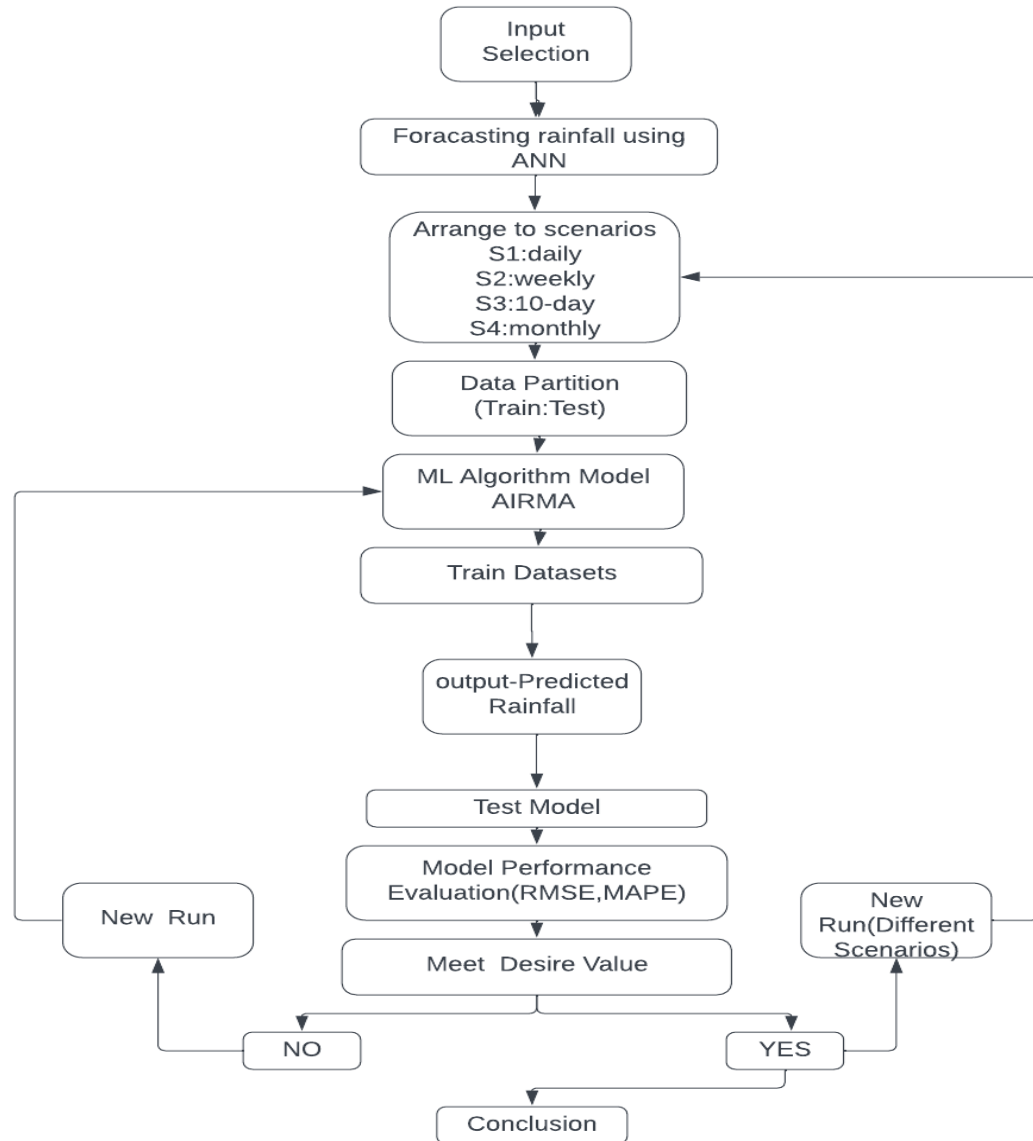 Input
Selection
Foracasting rainfall using
ANN
Arrange to scenarios
S1:daily
S2:weekly
S3:10-day
S4:monthly
Data Partition
(Train:Test)
ML Algorithm Model
AIRMA
Train Datasets
output-Predicted
Rainfall
Test Model
Model Performance
Evaluation(RMSE,MAPE)
New Run
New
Run(Different
Scenarios)
Meet Desire Value
NO
YES
Conclusion